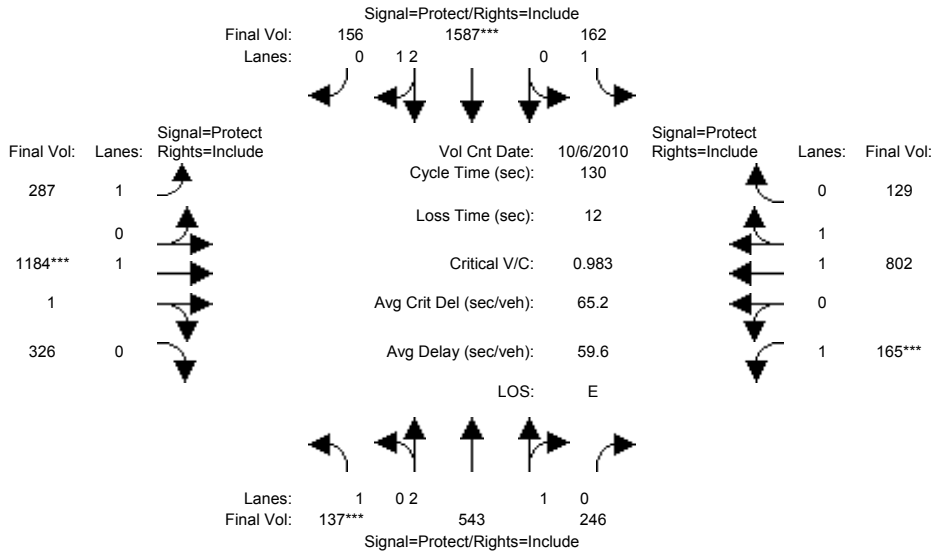 Signal=Protect/Rights=Include
Final Vol: 156 1587*** 162
Lanes: 0 1 2 0 1
Signal=Protect
Final Vol: Lanes: Rights=Include
Vol Cnt Date: 10/6/2010
Signal=Protect
Rights=Include Lanes: Final Vol:
Cycle Time (sec): 130
287 1
0 129
Loss Time (sec): 12
0
1
1184*** 1
Critical V/C: 0.983
1 802
1
Avg Crit Del (sec/veh): 65.2
0
326 0
Avg Delay (sec/veh): 59.6
1 165***
LOS: E
Lanes: 1 0 2 1 0
Final Vol: 137*** 543 246
Signal=Protect/Rights=Include